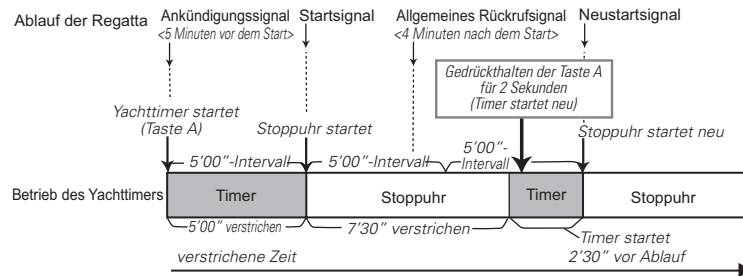 Ablauf der Regatta
Ankündigungssignal
<5 Minuten vor dem Start>
Startsignal
Allgemeines Rückrufsignal
<4 Minuten nach dem Start>
Neustartsignal
Gedrückthalten der Taste A
für 2 Sekunden
(Timer startet neu)
Yachttimer startet
(Taste A)
Stoppuhr startet
Stoppuhr startet neu
5'00"-Intervall
5'00"-Intervall
5'00"-
Intervall
Betrieb des Yachttimers
Timer
Stoppuhr
Timer
Stoppuhr
5'00" verstrichen
7'30" verstrichen
Timer startet
2'30" vor Ablauf
verstrichene Zeit